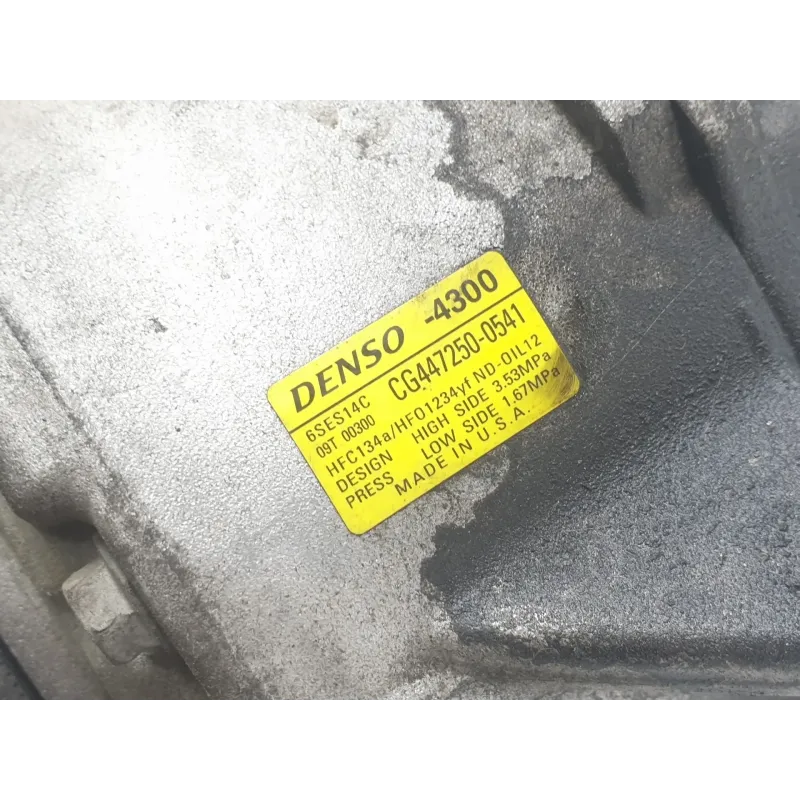 DENSO -4300
6SES14C CG447250-0541
09T 00300
HFC134a/HFO1234yf ND-OIL12
DESIGN HIGH SIDE 3.53MPa
PRESS LOW SIDE 1.67MPa
MADE IN U.S.A.